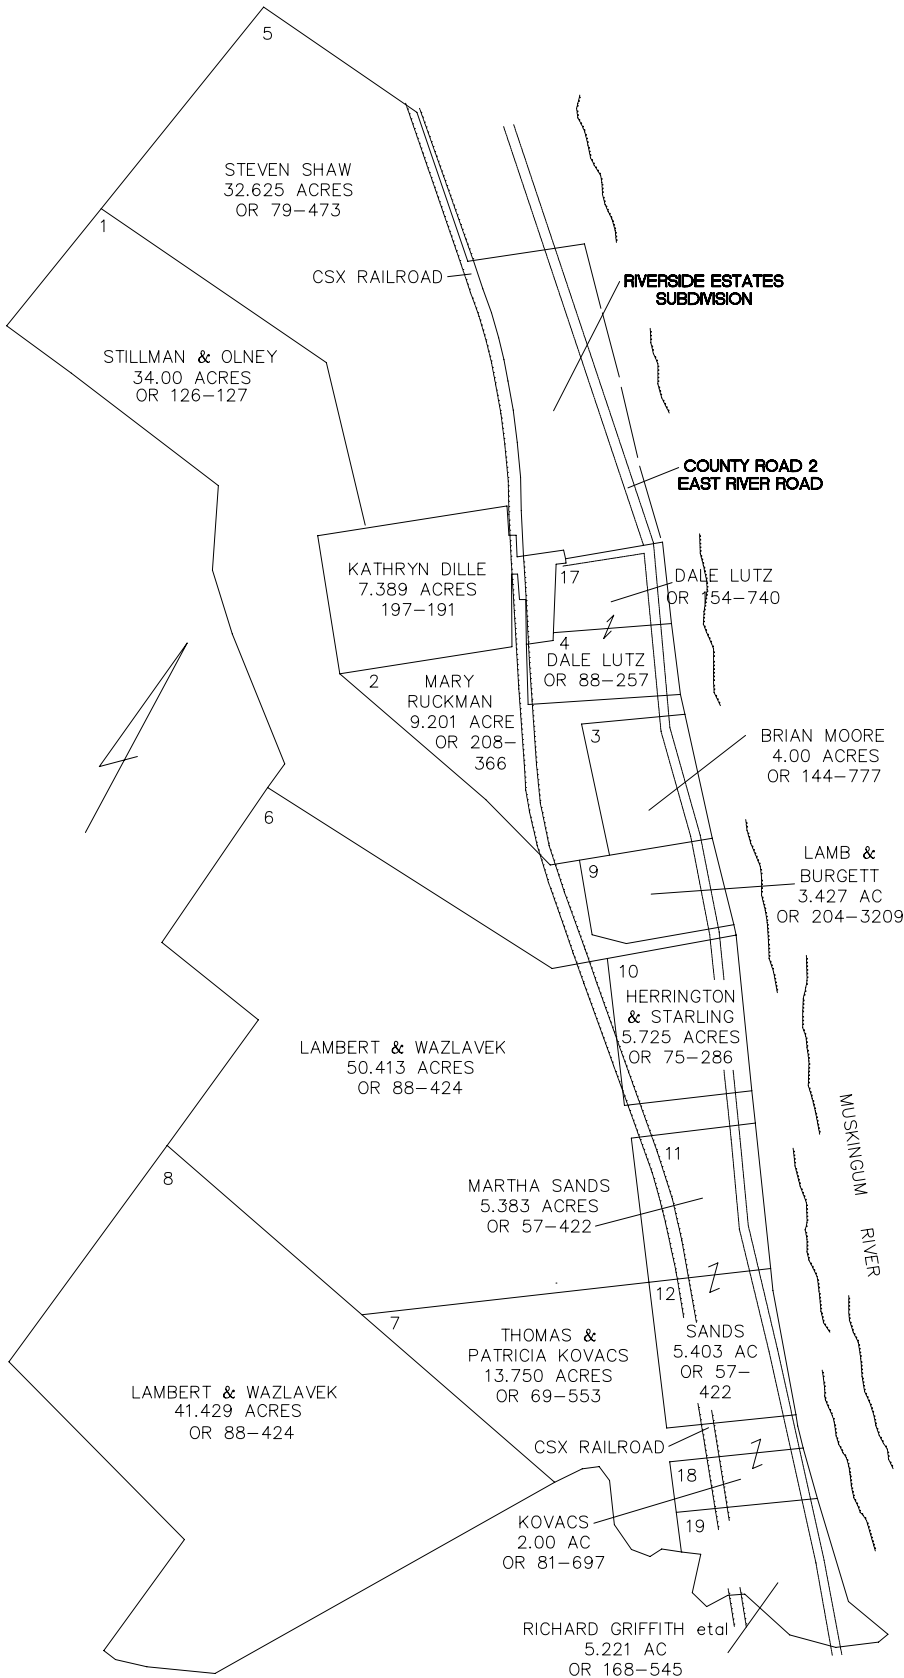 5
STEVEN SHAW
32.625 ACRES
OR 79-473
1
CSX RAILROAD
RIVERSIDE ESTATES
SUBDIVISION
STILLMAN & OLNEY
34.00 ACRES
OR 126-127
COUNTY ROAD 2
EAST RIVER ROAD
KATHRYN DILLE
7.389 ACRES
197-191
17
DALE LUTZ
OR 154-740
4
DALE LUTZ
OR 88-257
2
MARY
RUCKMAN
9.201 ACRE
OR 208-
366
3
BRIAN MOORE
4.00 ACRES
OR 144-777
6
9
LAMB &
BURGETT
3.427 AC
OR 204-3209
10
HERRINGTON
& STARLING
5.725 ACRES
OR 75-286
LAMBERT & WAZLAVEK
50.413 ACRES
OR 88-424
MUSKINGUM RIVER
11
8
MARTHA SANDS
5.383 ACRES
OR 57-422
12
7
THOMAS &
PATRICIA KOVACS
13.750 ACRES
OR 69-553
SANDS
5.403 AC
OR 57-
422
LAMBERT & WAZLAVEK
41.429 ACRES
OR 88-424
CSX RAILROAD
18
19
KOVACS
2.00 AC
OR 81-697
RICHARD GRIFFITH etal
5.221 AC
OR 168-545